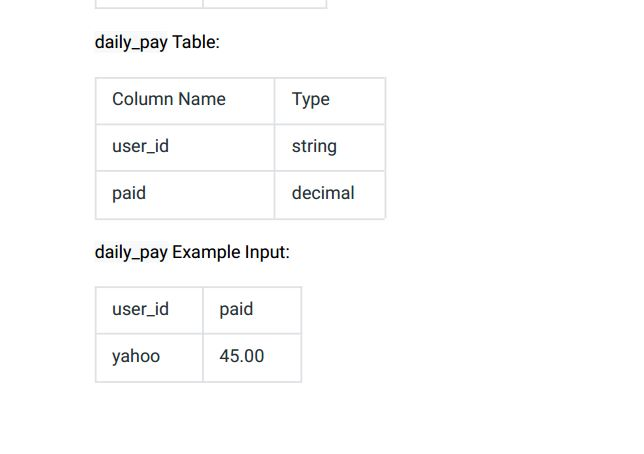 daily_pay Table:
Column Name Type
user_id string
paid decimal
daily_pay Example Input:
user_id paid
yahoo 45.00